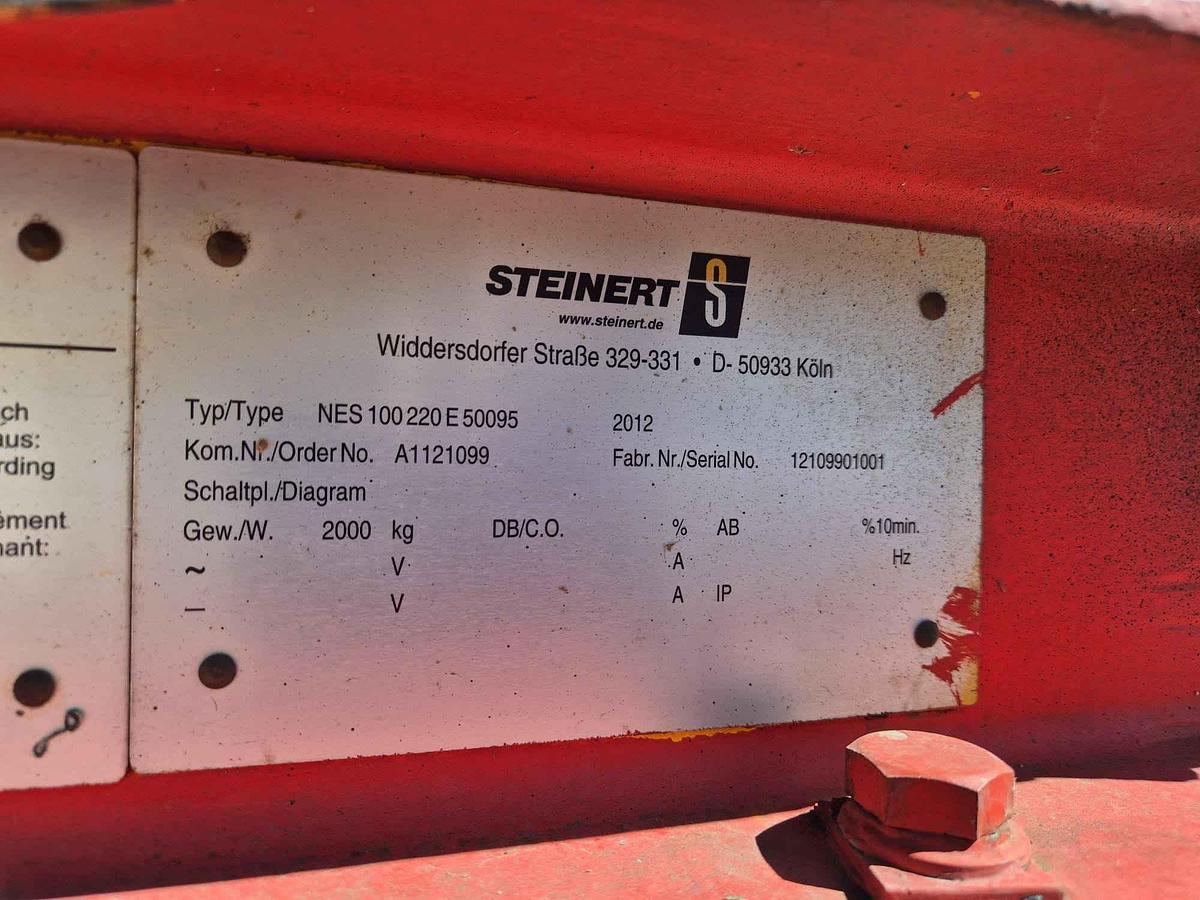 STEINERT S
www.steinert.de
Widdersdorfer Straße 329-331 • D- 50933 Köln
Typ/Type NES 100 220 E 50095 2012
Kom.Nr./Order No. A1121099 Fabr. Nr./Serial No. 12109901001
Schaltpl./Diagram
Gew./W. 2000 kg DB/C.O. % AB %10min.
~ V A Hz
— V A IP
ch
aus:
rding
ément
nant: